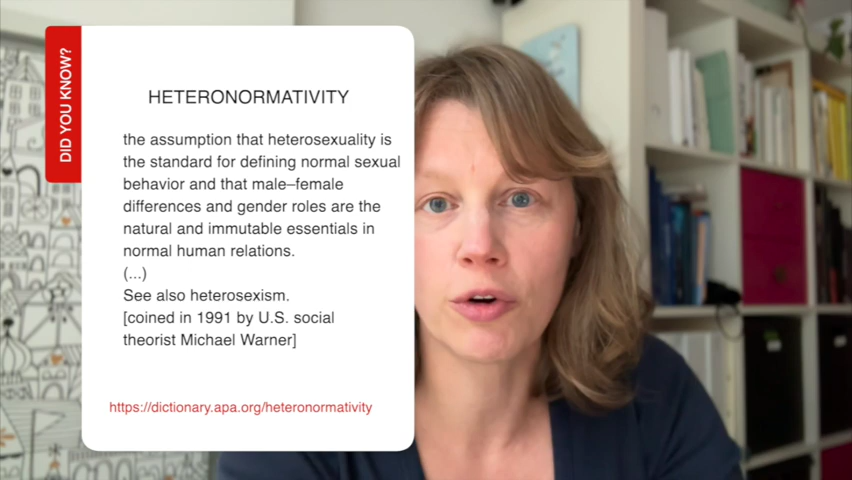 DID YOU KNOW?
HETERONORMATIVITY
the assumption that heterosexuality is
the standard for defining normal sexual
behavior and that male–female
differences and gender roles are the
natural and immutable essentials in
normal human relations.
(...)
See also heterosexism.
[coined in 1991 by U.S. social
theorist Michael Warner]
https://dictionary.apa.org/heteronormativity